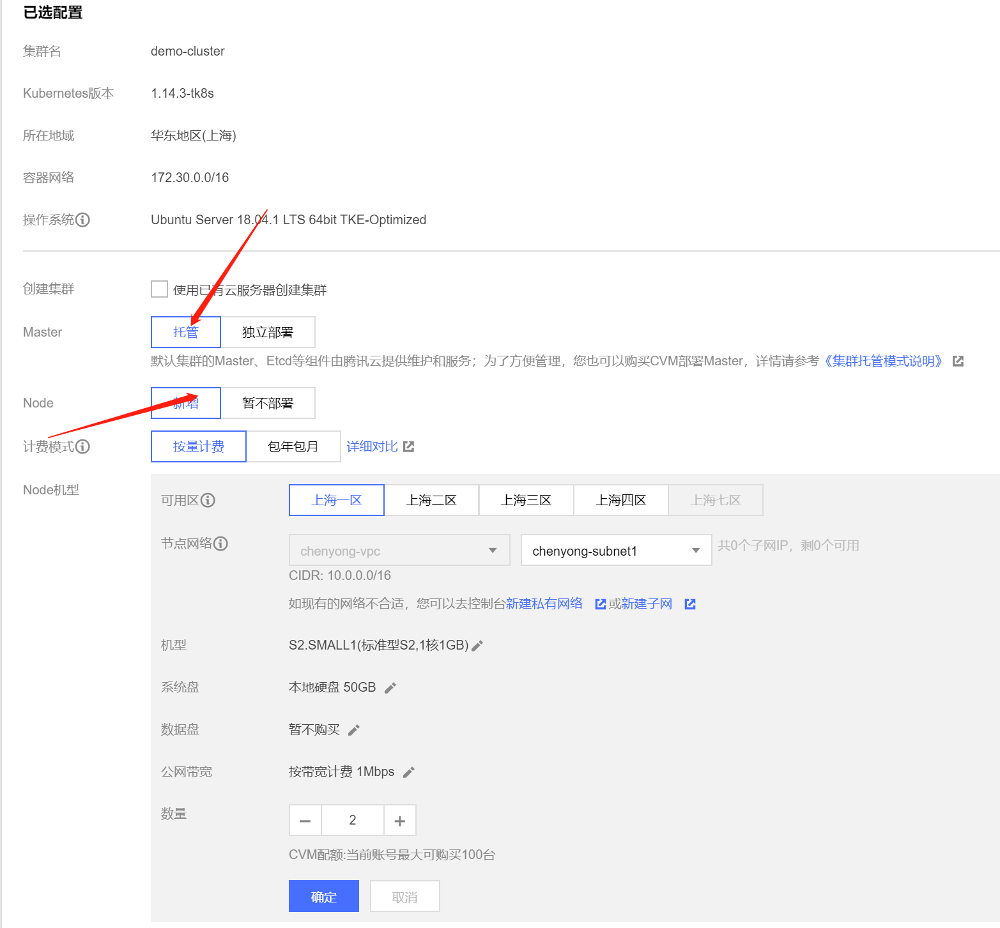 已选配置
集群名 demo-cluster
Kubernetes版本 1.14.3-tk8s
所在地域 华东地区(上海)
容器网络 172.30.0.0/16
操作系统 Ubuntu Server 18.04.1 LTS 64bit TKE-Optimized
创建集群 使用已有云服务器创建集群
Master 托管 独立部署
默认集群的Master、Etcd等组件由腾讯云提供维护和服务；为了方便管理，您也可以购买CVM部署Master，详情请参考《集群托管模式说明》
Node 新增 暂不部署
计费模式 按量计费 包年包月 详细对比
Node机型
可用区 上海一区 上海二区 上海三区 上海四区 上海七区
节点网络 chenyong-vpc chenyong-subnet1 共0个子网IP，剩0个可用
CIDR: 10.0.0.0/16
如现有的网络不合适，您可以去控制台新建私有网络 或新建子网
机型 S2.SMALL1(标准型S2,1核1GB)
系统盘 本地硬盘 50GB
数据盘 暂不购买
公网带宽 按带宽计费 1Mbps
数量 − 2 +
CVM配额:当前账号最大可购买100台
确定 取消